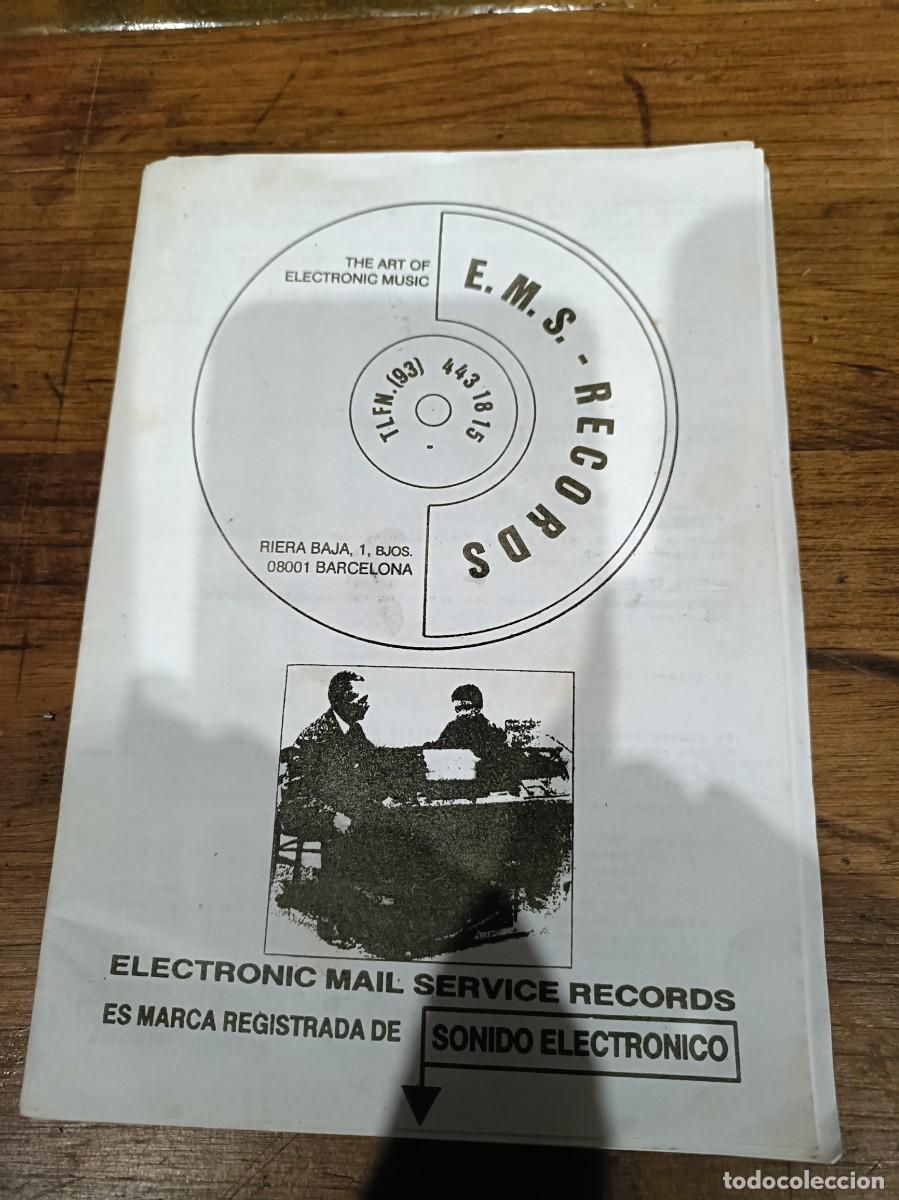 THE ART OF
ELECTRONIC MUSIC
E.M.S. - RECORDS
TLFN. (93) 443 18 15 -
RIERA BAJA, 1, BJOS.
08001 BARCELONA
ELECTRONIC MAIL SERVICE RECORDS
ES MARCA REGISTRADA DE
SONIDO ELECTRONICO
todocoleccion